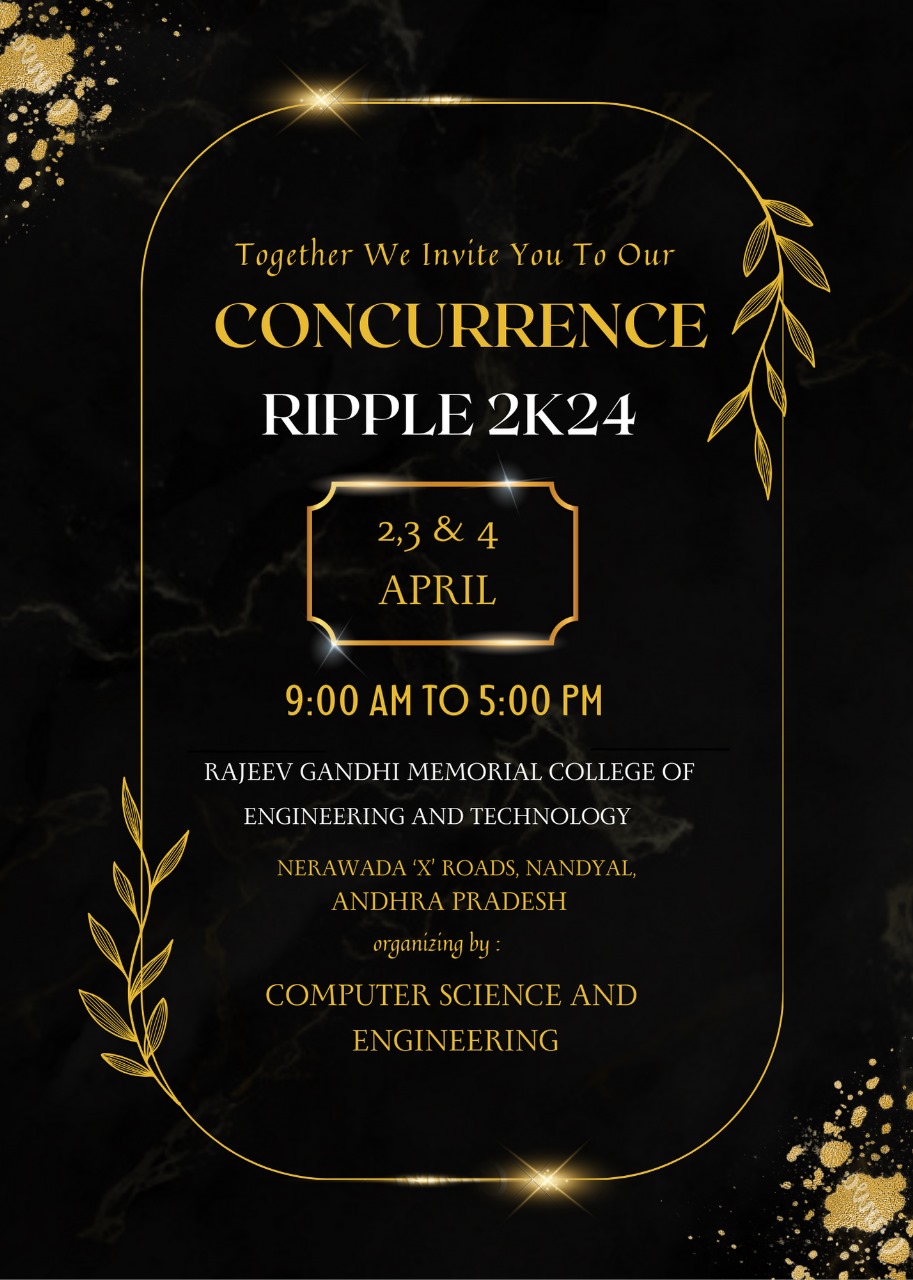 Together We Invite You To Our
CONCURRENCE
RIPPLE 2K24
2,3 & 4
APRIL
9:00 AM TO 5:00 PM
RAJEEV GANDHI MEMORIAL COLLEGE OF
ENGINEERING AND TECHNOLOGY
NERAWADA ‘X’ ROADS, NANDYAL,
ANDHRA PRADESH
organizing by :
COMPUTER SCIENCE AND
ENGINEERING